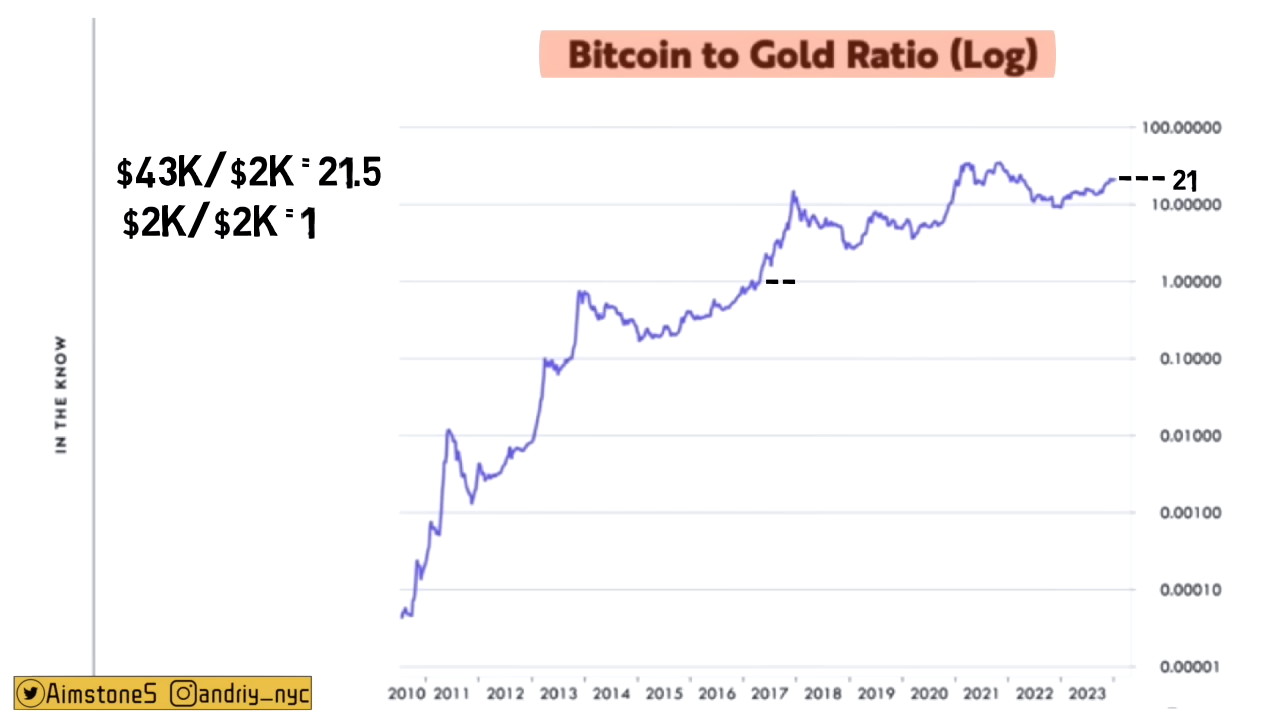 Bitcoin to Gold Ratio (Log)
$43K/$2K=21.5
$2K/$2K=1
IN THE KNOW
100.00000
21
10.00000
1.00000
0.10000
0.01000
0.00100
0.00010
0.00001
2010 2011 2012 2013 2014 2015 2016 2017 2018 2019 2020 2021 2022 2023
AimstoneS andriy_nyc